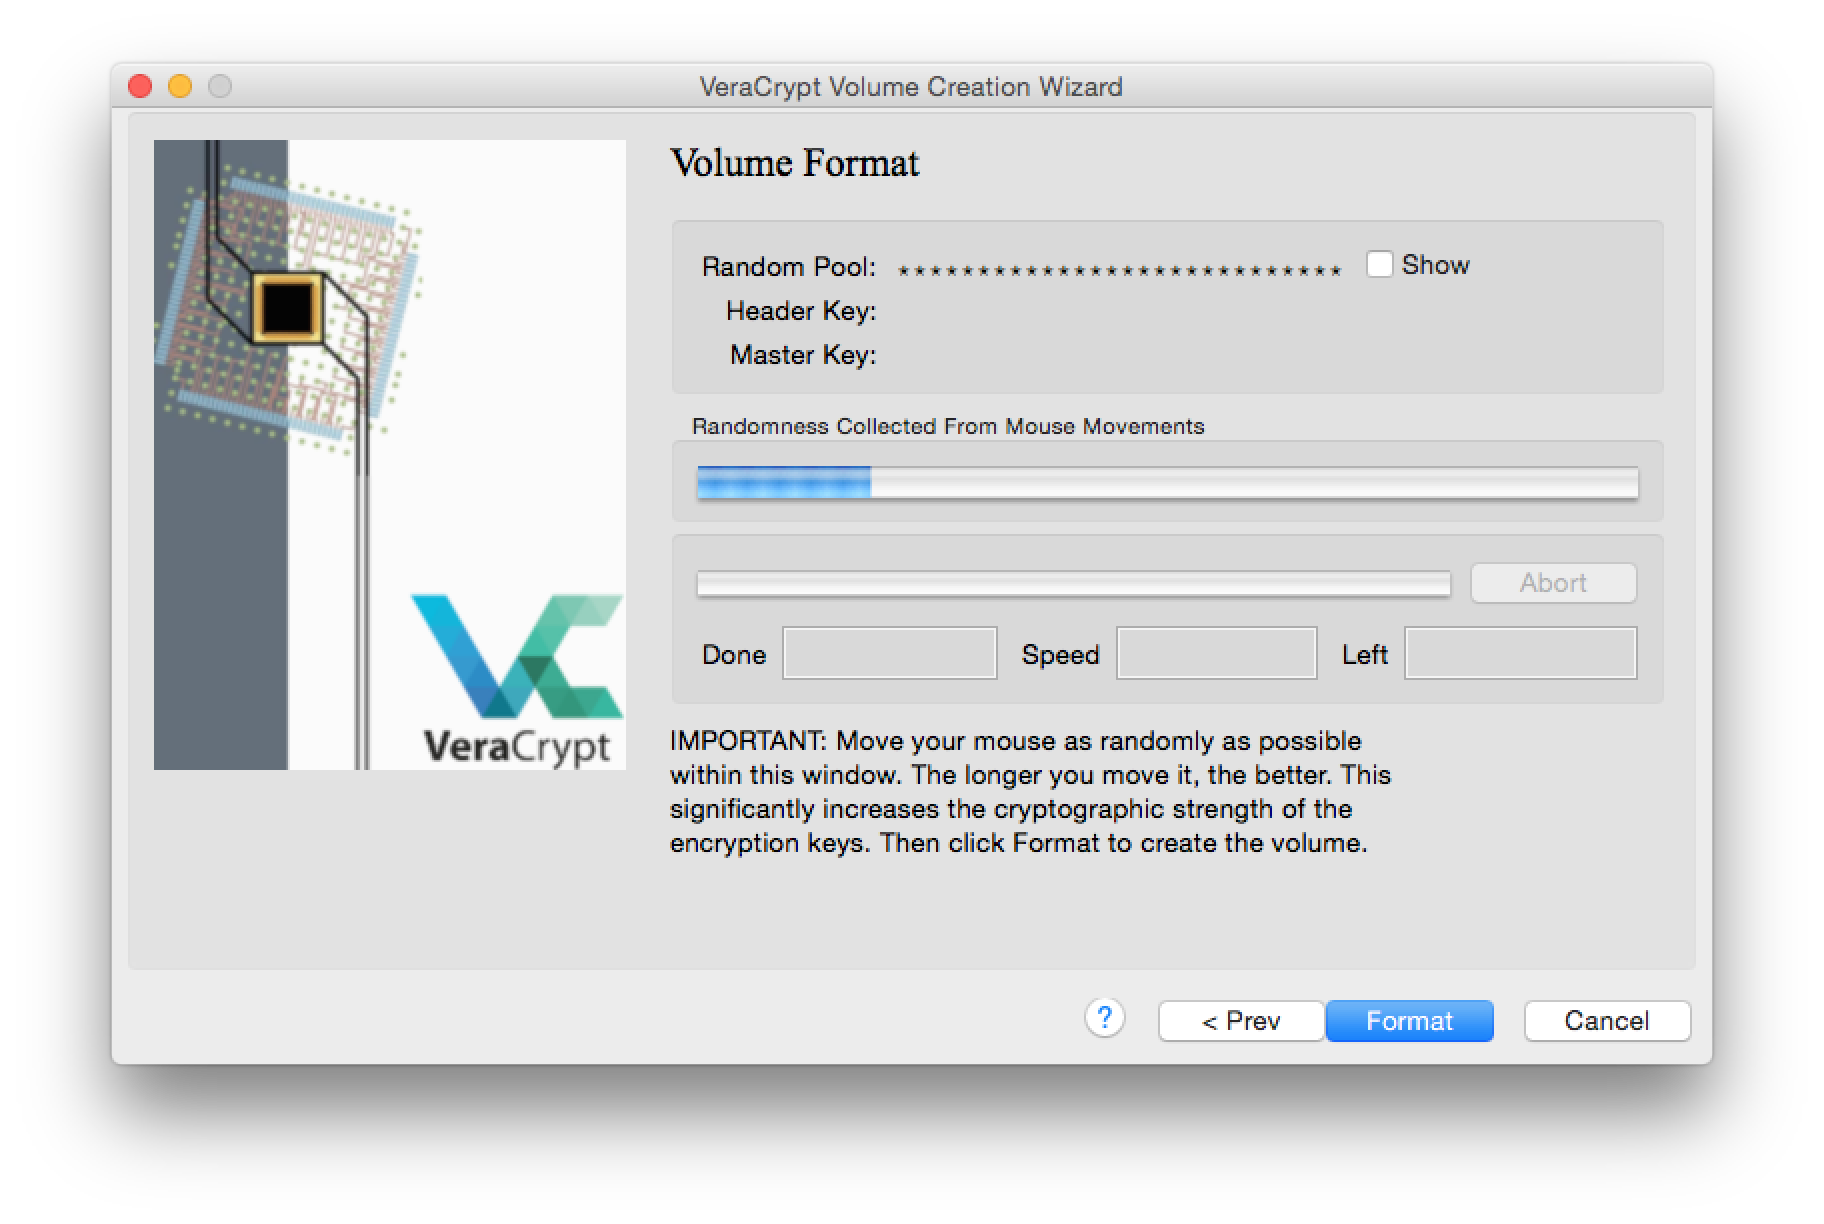 VeraCrypt Volume Creation Wizard
Volume Format
Random Pool: **************************** Show
Header Key:
Master Key:
Randomness Collected From Mouse Movements
Abort
Done Speed Left
IMPORTANT: Move your mouse as randomly as possible
within this window. The longer you move it, the better. This
significantly increases the cryptographic strength of the
encryption keys. Then click Format to create the volume.
VeraCrypt
? < Prev Format Cancel